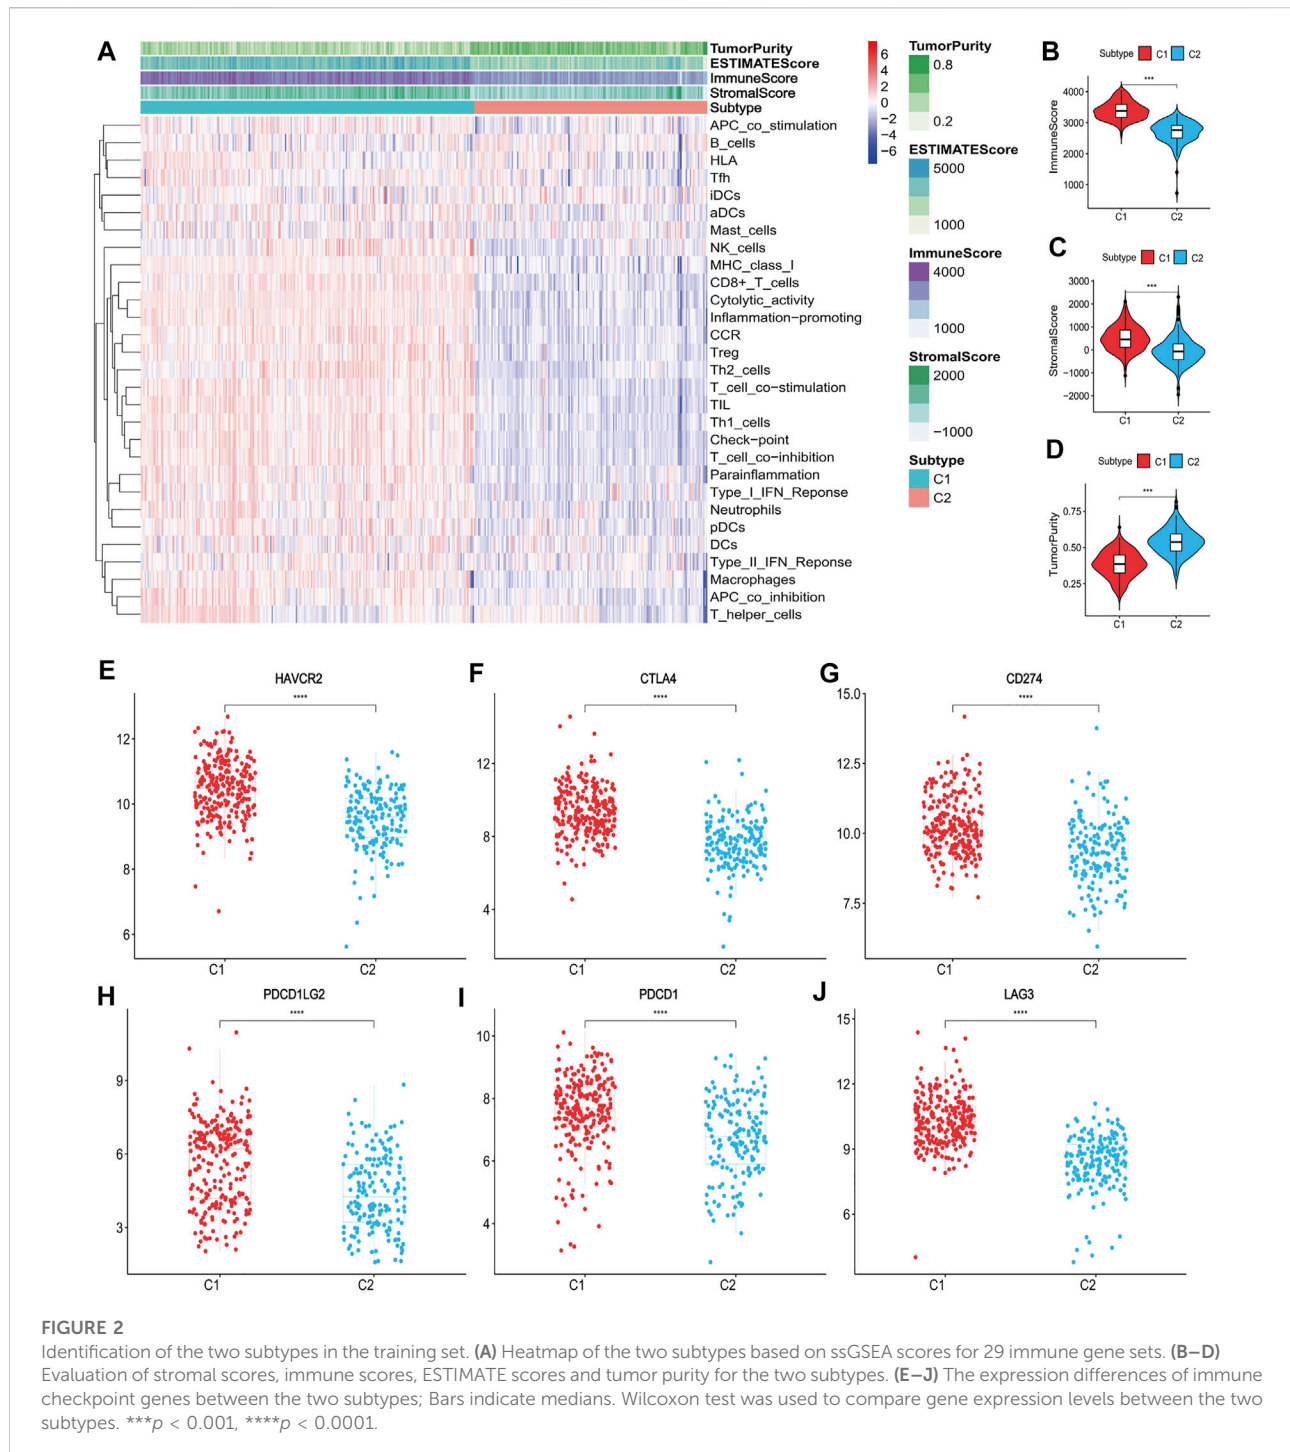 A
TumorPurity
ESTIMATEScore
ImmuneScore
StromalScore
Subtype
APC_co_stimulation
B_cells
HLA
Tfh
iDCs
aDCs
Mast_cells
NK_cells
MHC_class_I
CD8+_T_cells
Cytolytic_activity
Inflammation−promoting
CCR
Treg
Th2_cells
T_cell_co−stimulation
TIL
Th1_cells
Check−point
T_cell_co−inhibition
Parainflammation
Type_I_IFN_Reponse
Neutrophils
pDCs
DCs
Type_II_IFN_Reponse
Macrophages
APC_co_inhibition
T_helper_cells
6
4
2
0
−2
−4
−6
TumorPurity
0.8
0.2
ESTIMATEScore
5000
1000
ImmuneScore
4000
1000
StromalScore
2000
−1000
Subtype
C1
C2
B
Subtype C1 C2
***
ImmuneScore
4000
3000
2000
1000
C1 C2
C
Subtype C1 C2
***
StromalScore
3000
2000
1000
0
−1000
−2000
C1 C2
D
Subtype C1 C2
***
TumorPurity
0.75
0.50
0.25
C1 C2
E
HAVCR2
****
12
10
8
6
C1 C2
F
CTLA4
****
12
8
4
C1 C2
G
CD274
****
15.0
12.5
10.0
7.5
C1 C2
H
PDCD1LG2
****
9
6
3
C1 C2
I
PDCD1
****
10
8
6
4
C1 C2
J
LAG3
****
15
12
9
6
C1 C2
FIGURE 2
Identification of the two subtypes in the training set. (A) Heatmap of the two subtypes based on ssGSEA scores for 29 immune gene sets. (B–D)
Evaluation of stromal scores, immune scores, ESTIMATE scores and tumor purity for the two subtypes. (E–J) The expression differences of immune
checkpoint genes between the two subtypes; Bars indicate medians. Wilcoxon test was used to compare gene expression levels between the two
subtypes. ***p < 0.001, ****p < 0.0001.